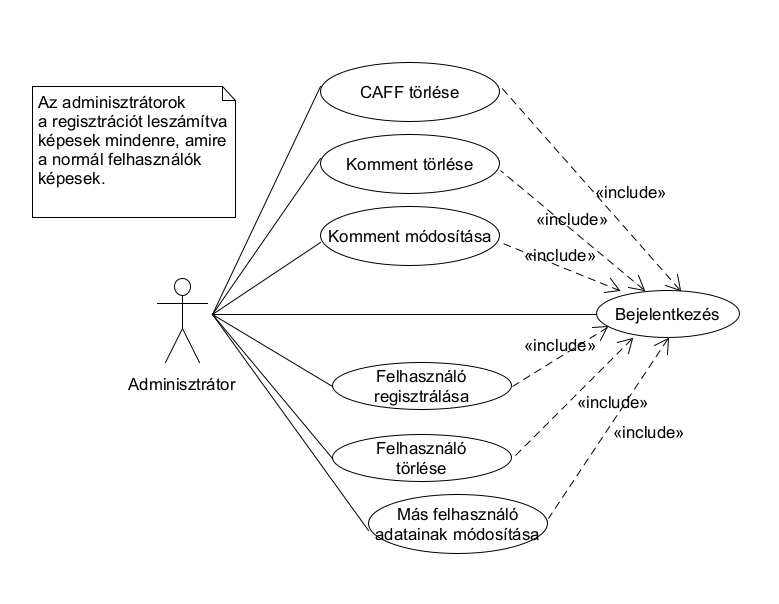 Az adminisztrátorok
a regisztrációt leszámítva
képesek mindenre, amire
a normál felhasználók
képesek.
CAFF törlése
Komment törlése
«include»
«include»
Komment módosítása
«include»
Bejelentkezés
«include»
Adminisztrátor
Felhasználó
regisztrálása
«include»
«include»
Felhasználó
törlése
Más felhasználó
adatainak módosítása